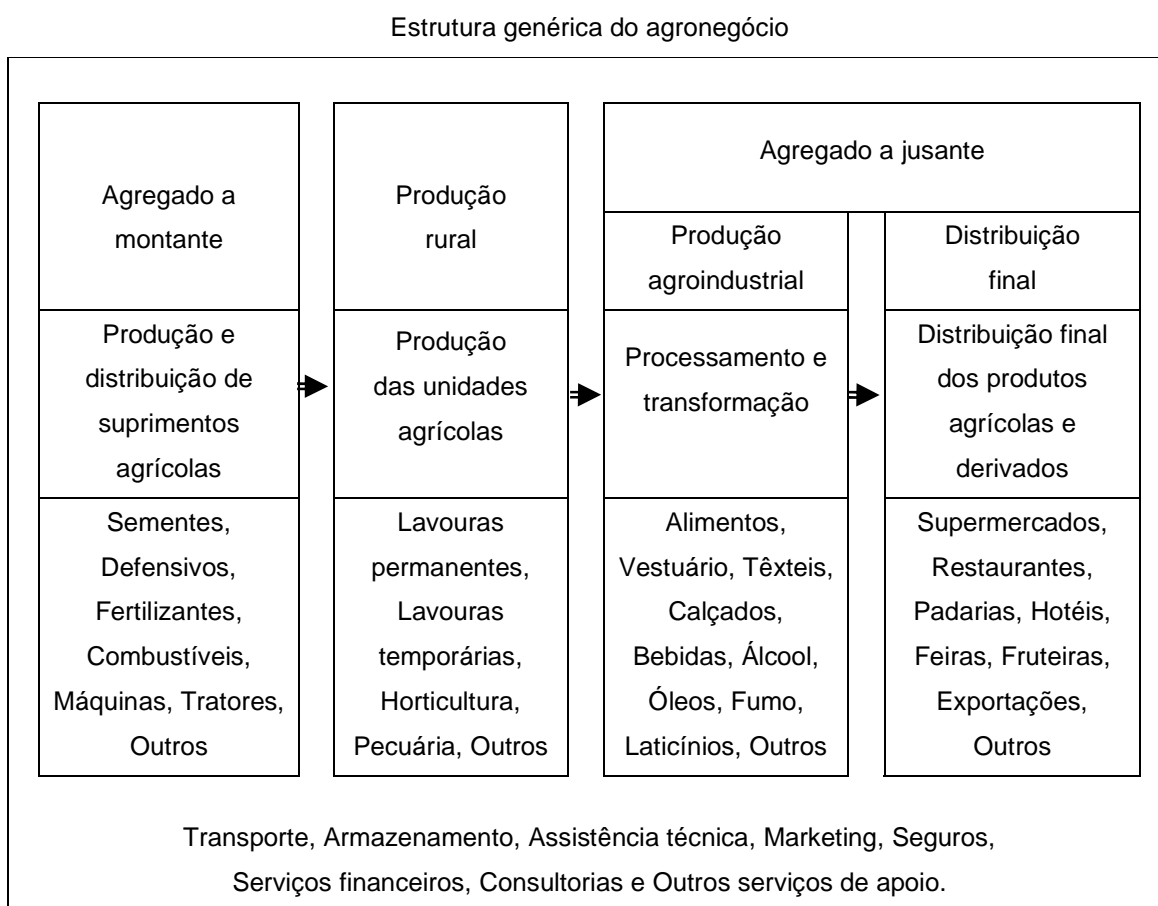 Estrutura genérica do agronegócio
Agregado a
montante
Produção e
distribuição de
suprimentos
agrícolas
Sementes,
Defensivos,
Fertilizantes,
Combustíveis,
Máquinas, Tratores,
Outros
Produção
rural
Produção
das unidades
agrícolas
Lavouras
permanentes,
Lavouras
temporárias,
Horticultura,
Pecuária, Outros
Agregado a jusante
Produção
agroindustrial
Processamento e
transformação
Alimentos,
Vestuário, Têxteis,
Calçados,
Bebidas, Álcool,
Óleos, Fumo,
Laticínios, Outros
Distribuição
final
Distribuição final
dos produtos
agrícolas e
derivados
Supermercados,
Restaurantes,
Padarias, Hotéis,
Feiras, Fruteiras,
Exportações,
Outros
Transporte, Armazenamento, Assistência técnica, Marketing, Seguros,
Serviços financeiros, Consultorias e Outros serviços de apoio.